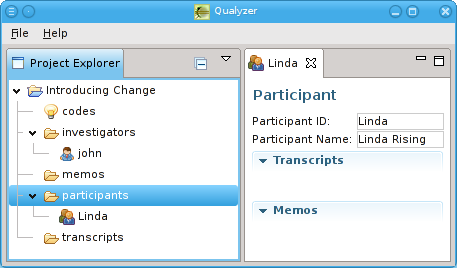 Qualyzer
File Help
Project Explorer
Introducing Change
codes
investigators
john
memos
participants
Linda
transcripts
Linda
Participant
Participant ID: Linda
Participant Name: Linda Rising
Transcripts
Memos